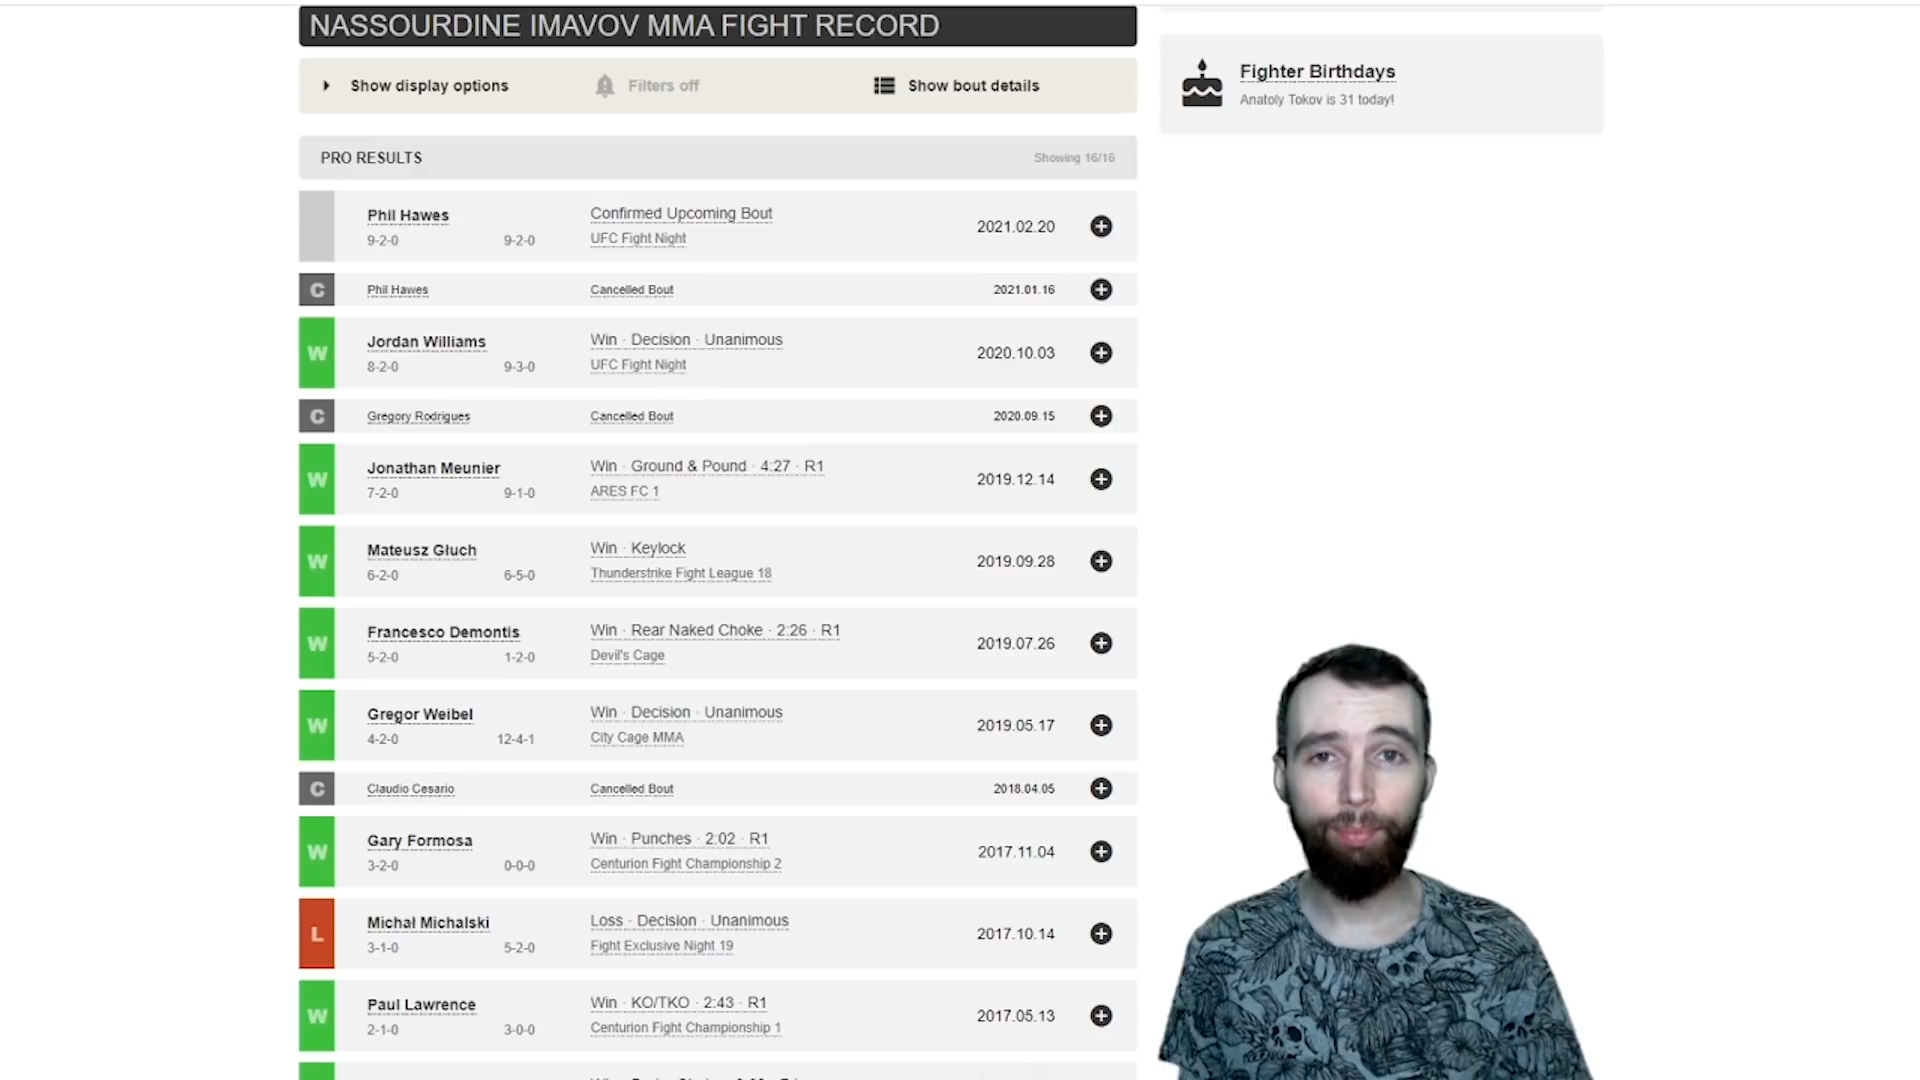 NASSOURDINE IMAVOV MMA FIGHT RECORD
Show display options
Filters off
Show bout details
Fighter Birthdays
Anatoly Tokov is 31 today!
PRO RESULTS
Showing 16/16
Phil Hawes
9-2-0 9-2-0
Confirmed Upcoming Bout
UFC Fight Night
2021.02.20
C Phil Hawes Cancelled Bout 2021.01.16
W
Jordan Williams
8-2-0 9-3-0
Win · Decision · Unanimous
UFC Fight Night
2020.10.03
C Gregory Rodrigues Cancelled Bout 2020.09.15
W
Jonathan Meunier
7-2-0 9-1-0
Win · Ground & Pound · 4:27 · R1
ARES FC 1
2019.12.14
W
Mateusz Głuch
6-2-0 6-5-0
Win · Keylock
Thunderstrike Fight League 18
2019.09.28
W
Francesco Demontis
5-2-0 1-2-0
Win · Rear Naked Choke · 2:26 · R1
Devil's Cage
2019.07.26
W
Gregor Weibel
4-2-0 12-4-1
Win · Decision · Unanimous
City Cage MMA
2019.05.17
C Claudio Cesario Cancelled Bout 2018.04.05
W
Gary Formosa
3-2-0 0-0-0
Win · Punches · 2:02 · R1
Centurion Fight Championship 2
2017.11.04
L
Michał Michalski
3-1-0 5-2-0
Loss · Decision · Unanimous
Fight Exclusive Night 19
2017.10.14
W
Paul Lawrence
2-1-0 3-0-0
Win · KO/TKO · 2:43 · R1
Centurion Fight Championship 1
2017.05.13